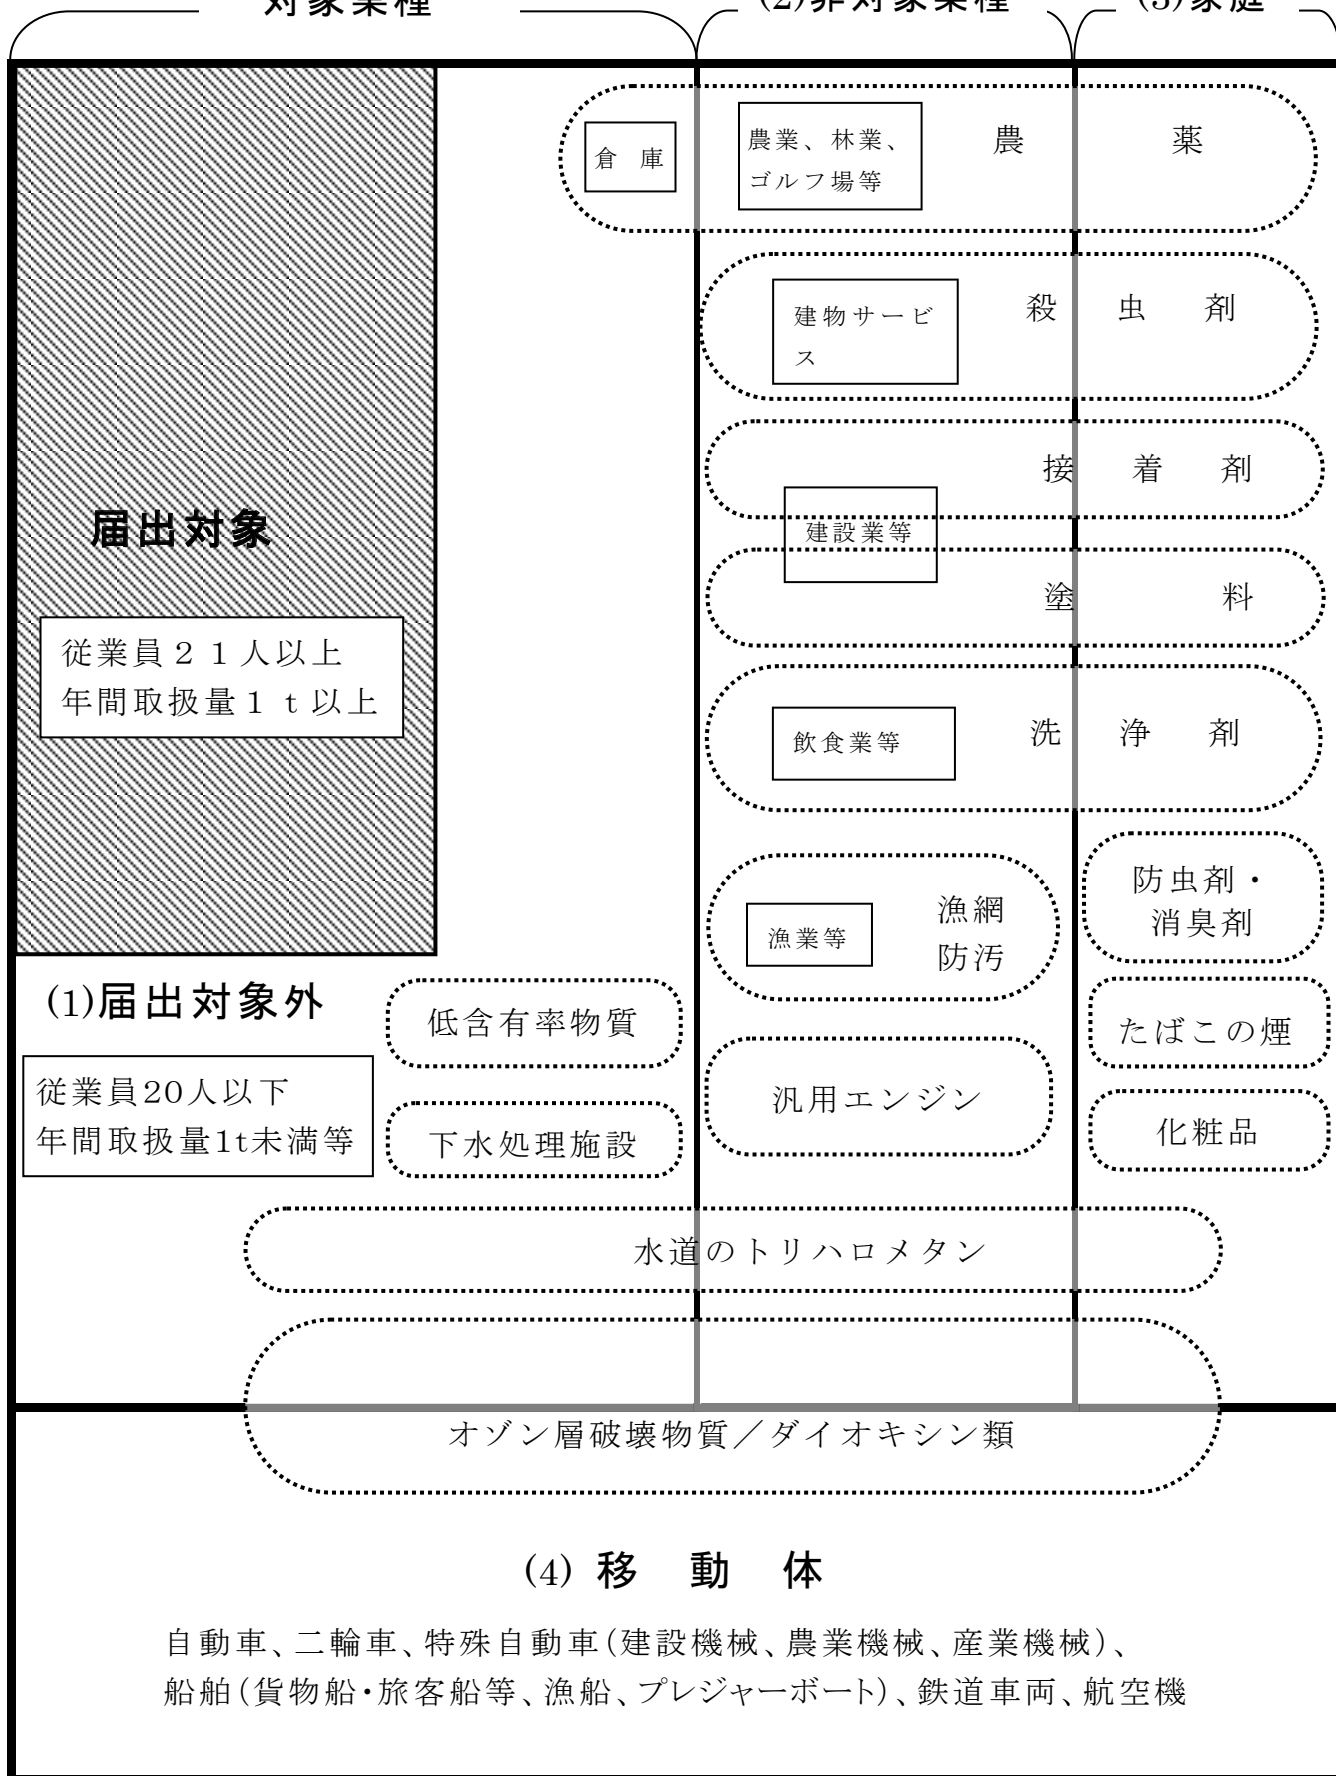 対象業種
(2)非対象業種
(3)家庭
倉 庫
農業、林業、
ゴルフ場等
農 薬
建物サービ
ス
殺 虫 剤
接 着 剤
建設業等
塗 料
届出対象
従業員２１人以上
年間取扱量１ｔ以上
飲食業等
洗 浄 剤
漁業等
漁網
防汚
防虫剤・
消臭剤
(1)届出対象外
低含有率物質
たばこの煙
従業員20人以下
年間取扱量1t未満等
下水処理施設
汎用エンジン
化粧品
水道のトリハロメタン
オゾン層破壊物質／ダイオキシン類
(4) 移 動 体
自動車、二輪車、特殊自動車(建設機械、農業機械、産業機械)、
船舶(貨物船・旅客船等、漁船、プレジャーボート)、鉄道車両、航空機